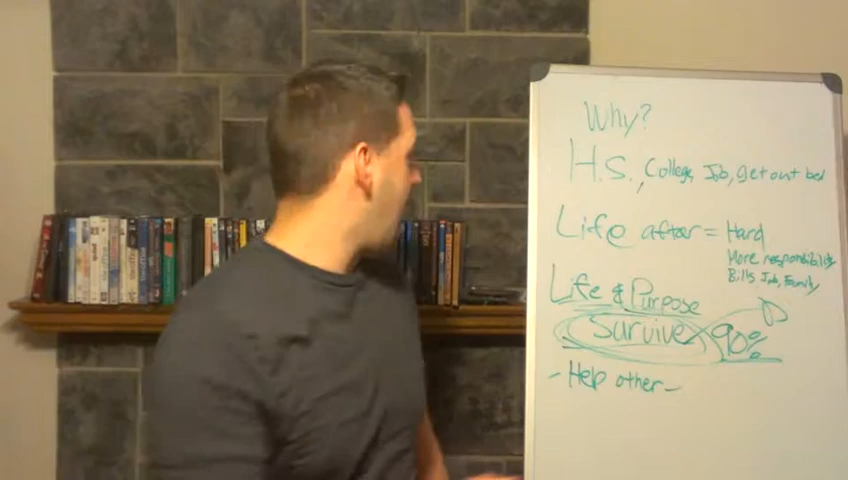 Why?
H.S., College, Job, get out bed
Life after = Hard
More responsibility
Bills, Job, Family
Life & Purpose
Survive 90%
- Help other -